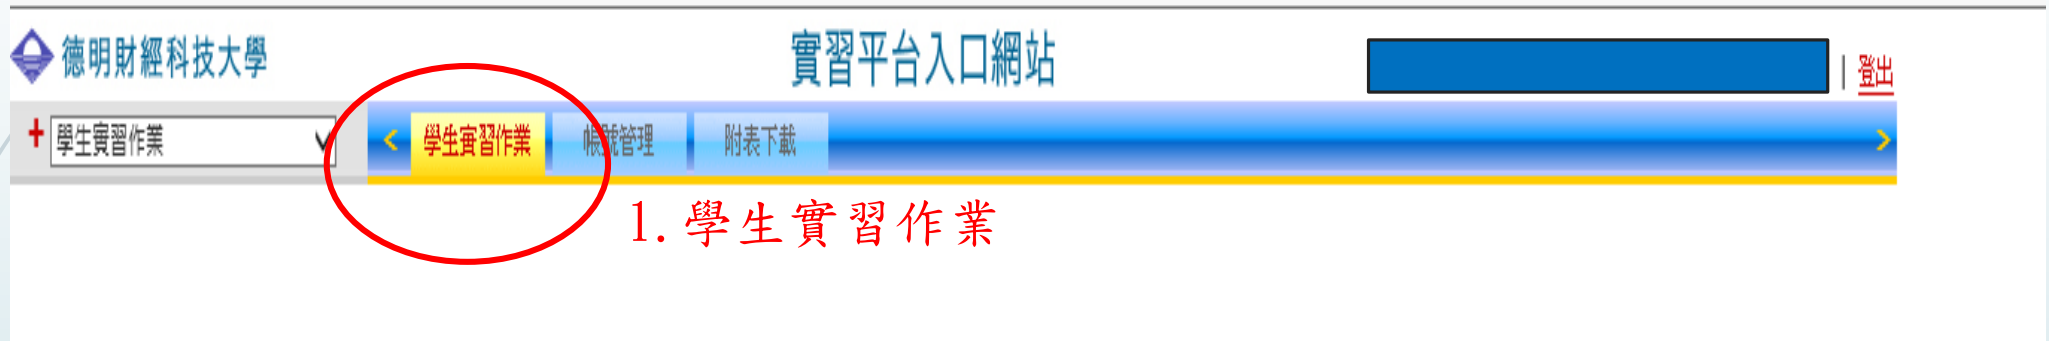 德明財經科技大學
實習平台入口網站
| 登出
+ 學生實習作業
< 學生實習作業 帳號管理 附表下載 >
1.學生實習作業